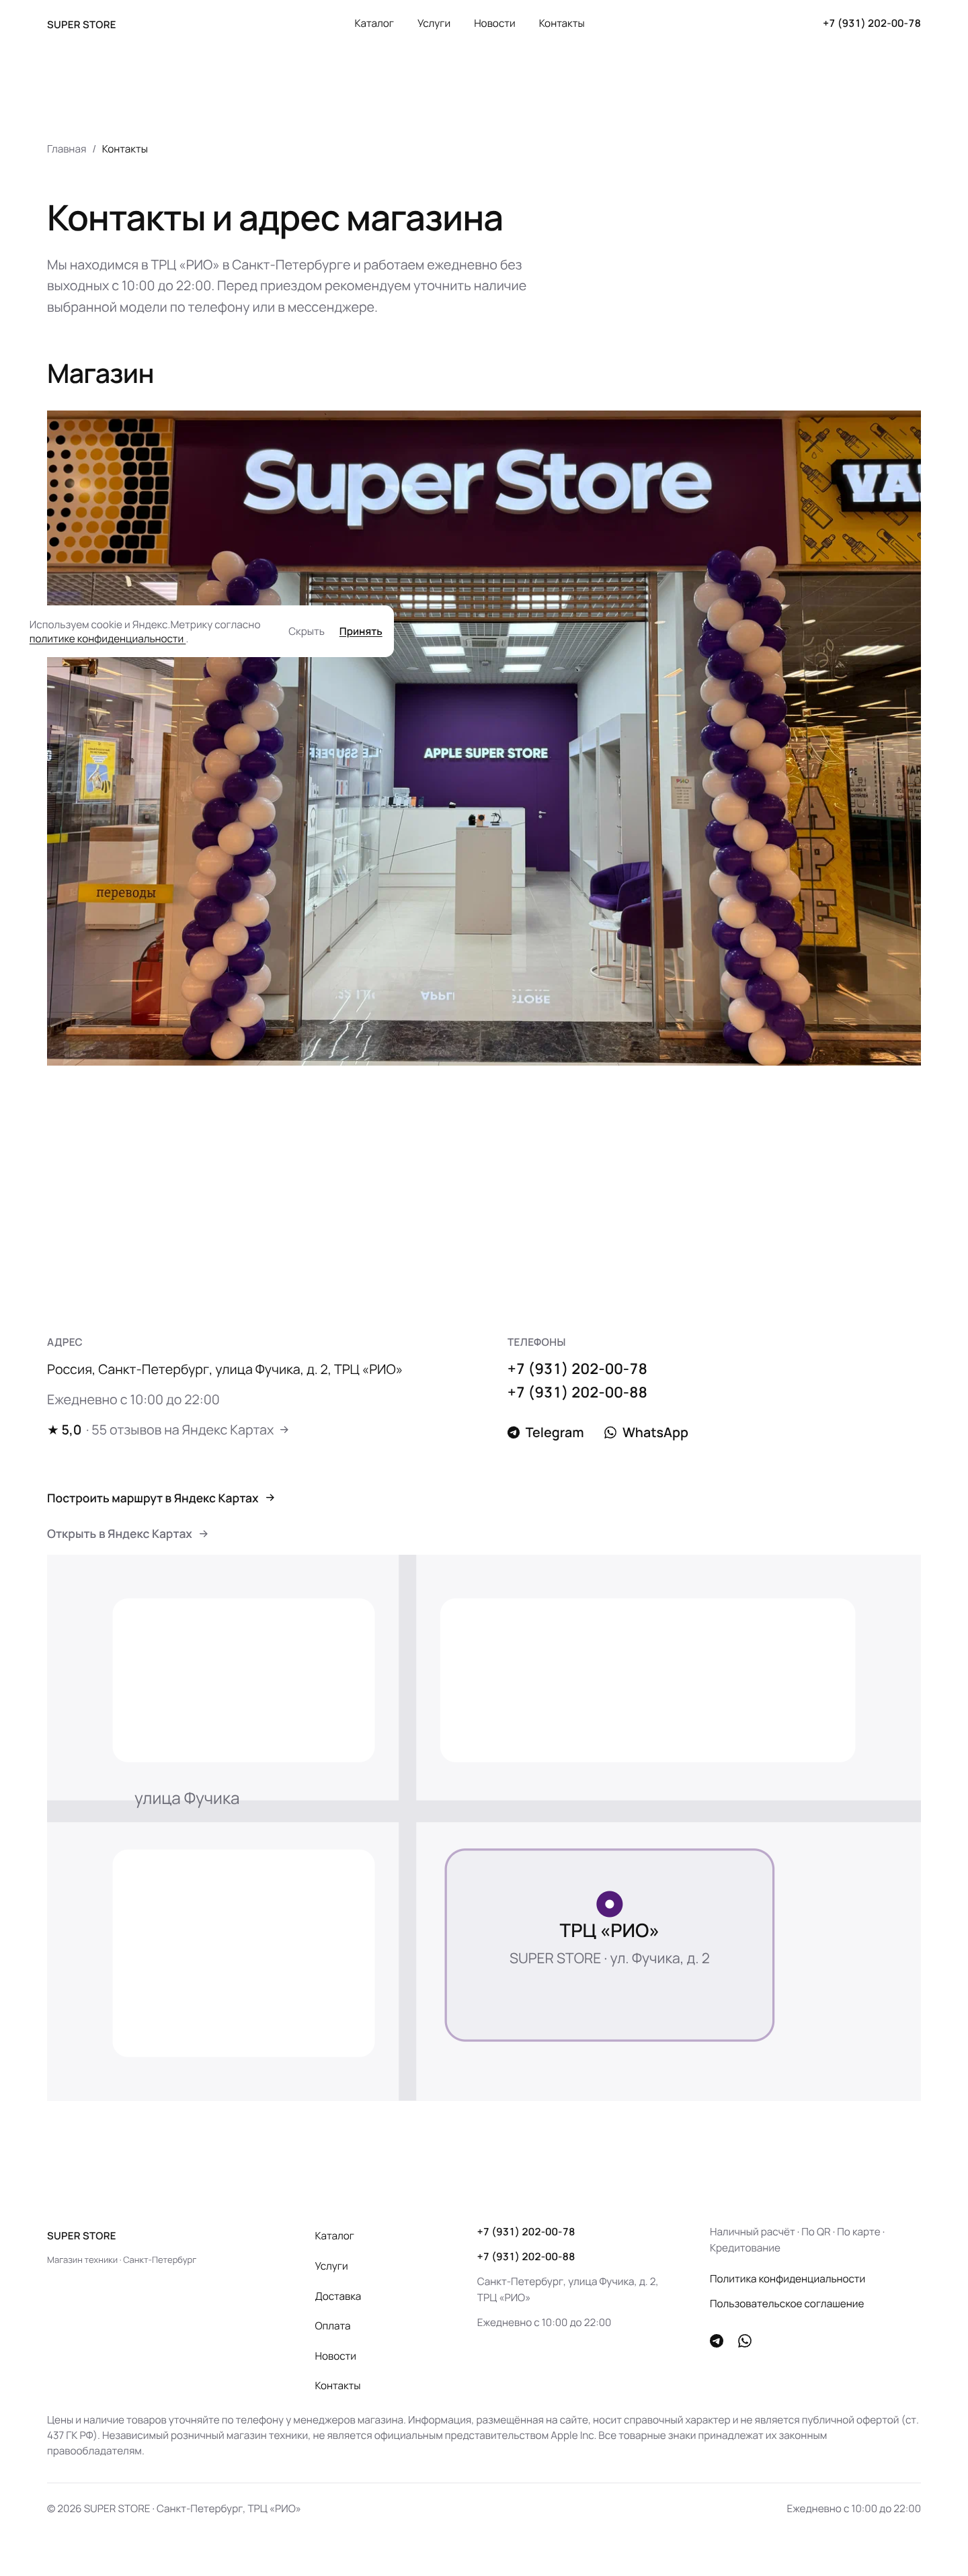 SUPER STORE
Каталог
Услуги
Новости
Контакты
+7 (931) 202-00-78
Главная / Контакты
Контакты и адрес магазина
Мы находимся в ТРЦ «РИО» в Санкт-Петербурге и работаем ежедневно без
выходных с 10:00 до 22:00. Перед приездом рекомендуем уточнить наличие
выбранной модели по телефону или в мессенджере.
Магазин
Super Store
Используем cookie и Яндекс.Метрику согласно
политике конфиденциальности .
Скрыть
Принять
APPLE SUPER STORE
переводы
АДРЕС
Россия, Санкт-Петербург, улица Фучика, д. 2, ТРЦ «РИО»
Ежедневно с 10:00 до 22:00
★ 5,0 · 55 отзывов на Яндекс Картах →
ТЕЛЕФОНЫ
+7 (931) 202-00-78
+7 (931) 202-00-88
Telegram
WhatsApp
Построить маршрут в Яндекс Картах →
Открыть в Яндекс Картах →
улица Фучика
ТРЦ «РИО»
SUPER STORE · ул. Фучика, д. 2
SUPER STORE
Магазин техники · Санкт-Петербург
Каталог
Услуги
Доставка
Оплата
Новости
Контакты
+7 (931) 202-00-78
+7 (931) 202-00-88
Санкт-Петербург, улица Фучика, д. 2,
ТРЦ «РИО»
Ежедневно с 10:00 до 22:00
Наличный расчёт · По QR · По карте ·
Кредитование
Политика конфиденциальности
Пользовательское соглашение
Цены и наличие товаров уточняйте по телефону у менеджеров магазина. Информация, размещённая на сайте, носит справочный характер и не является публичной офертой (ст.
437 ГК РФ). Независимый розничный магазин техники, не является официальным представительством Apple Inc. Все товарные знаки принадлежат их законным
правообладателям.
© 2026 SUPER STORE · Санкт-Петербург, ТРЦ «РИО»
Ежедневно с 10:00 до 22:00